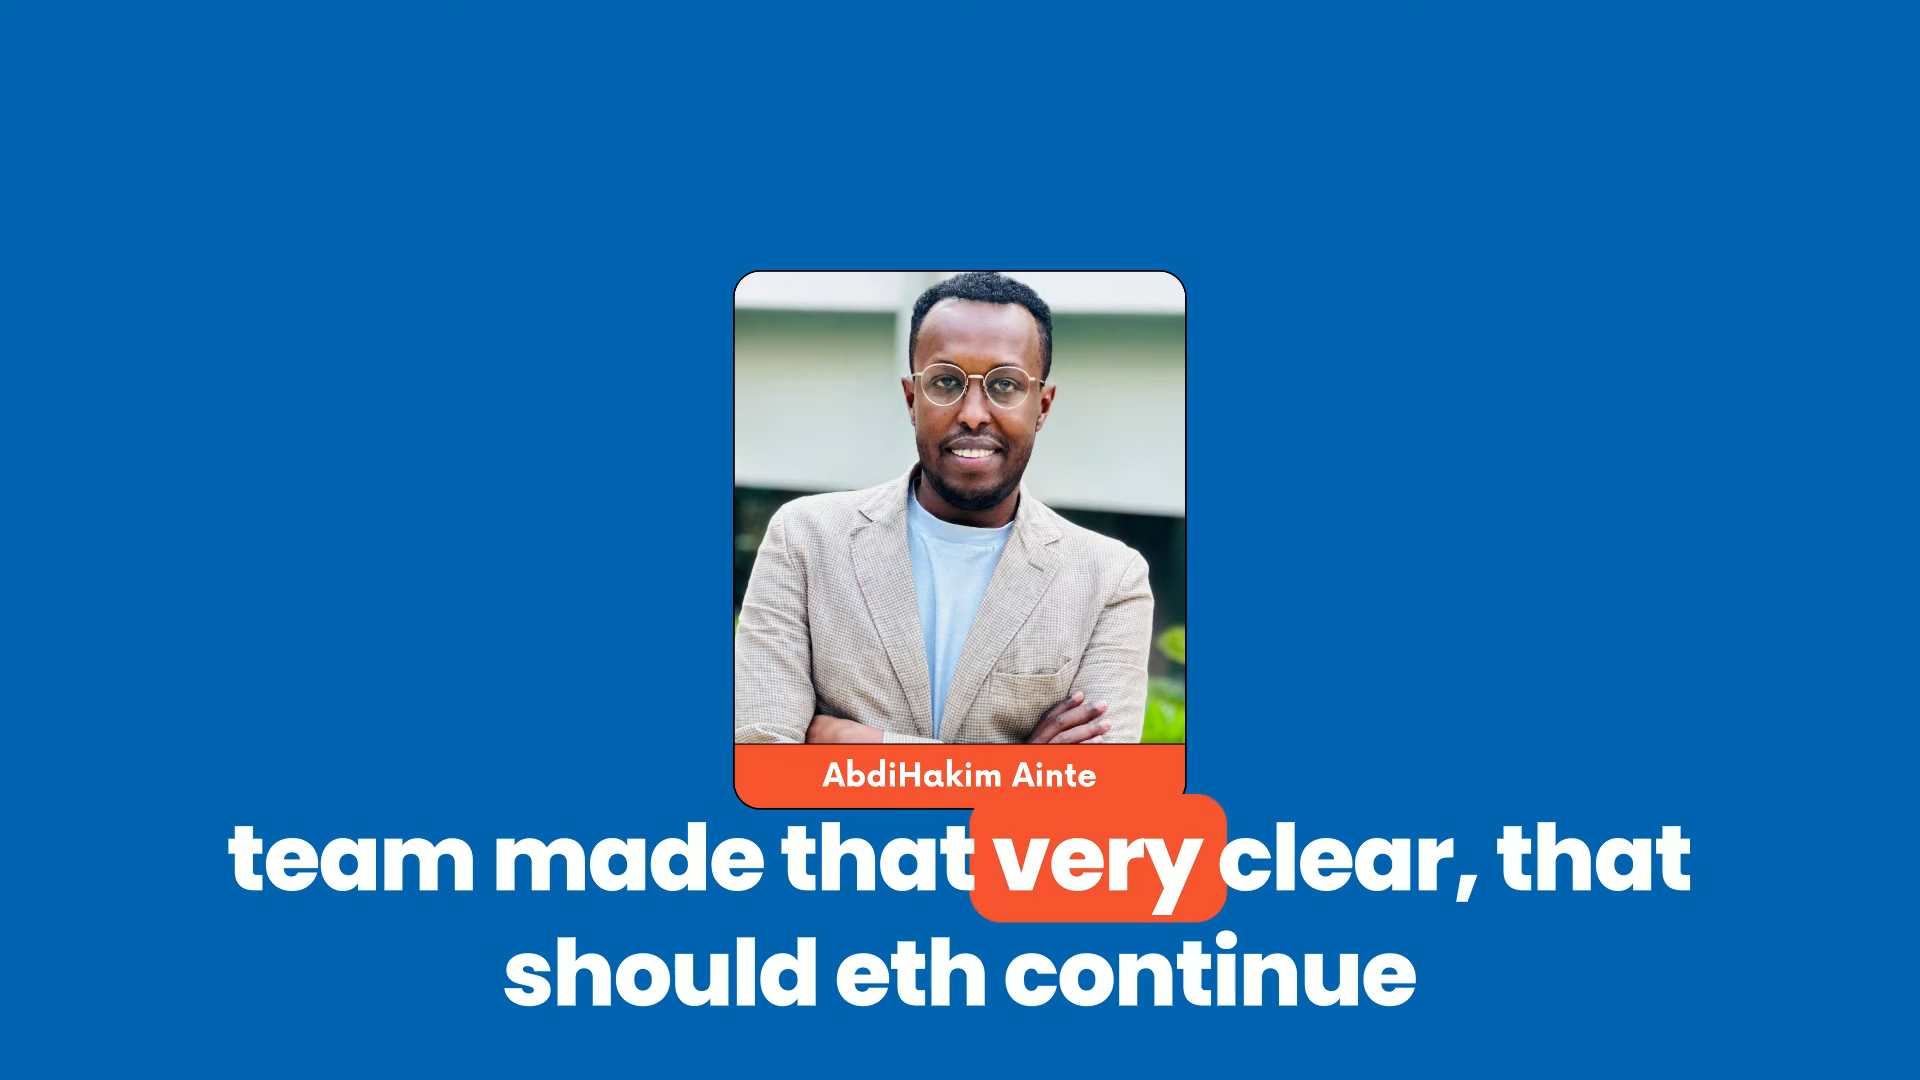 AbdiHakim Ainte
team made that very clear, that
should eth continue